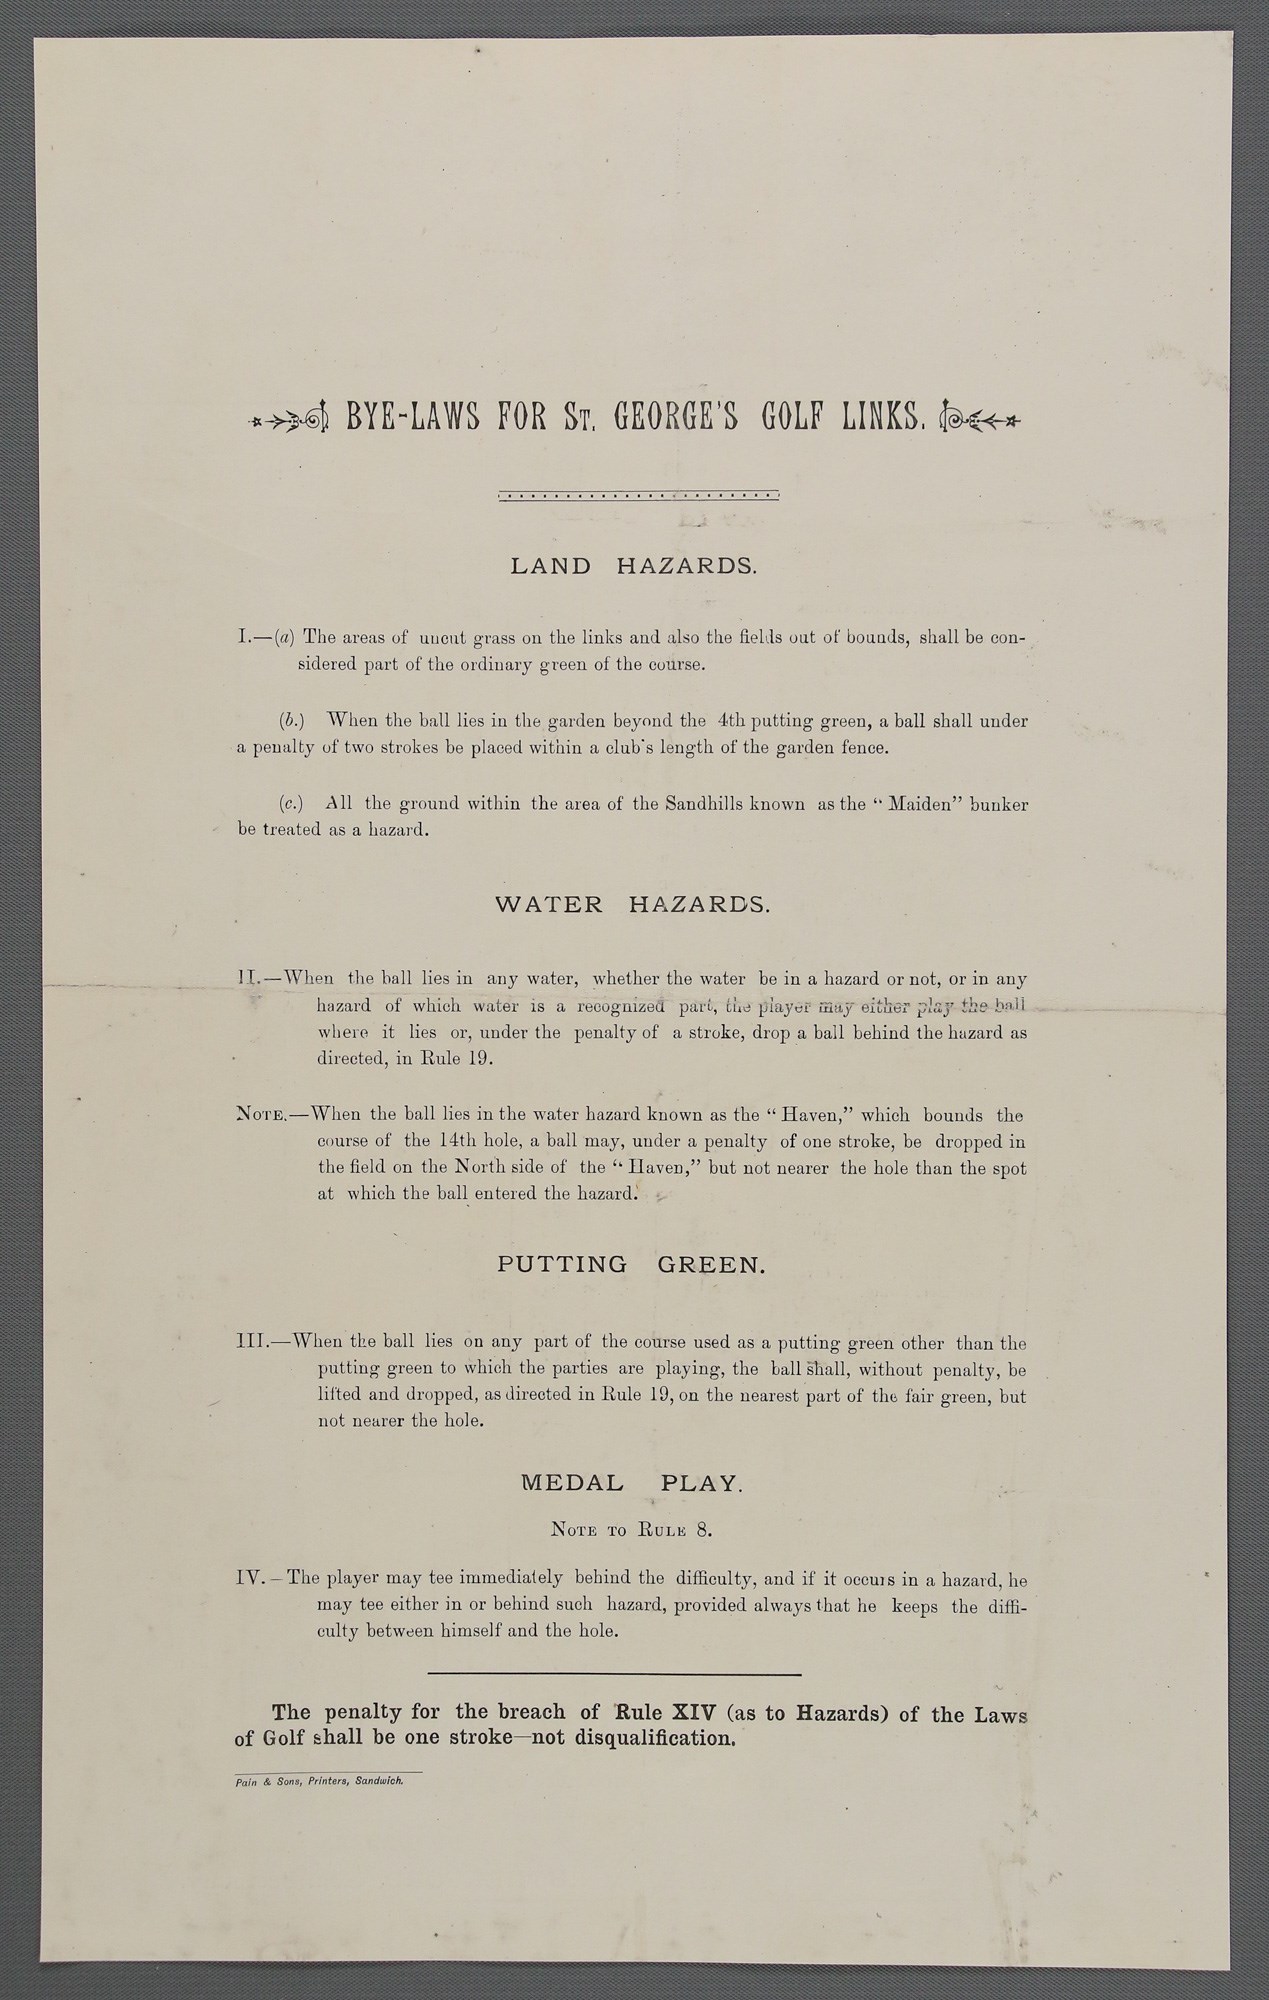 BYE-LAWS FOR ST. GEORGE'S GOLF LINKS.
LAND HAZARDS.
I.—(a) The areas of uncut grass on the links and also the fields out of bounds, shall be con-
sidered part of the ordinary green of the course.
(b.) When the ball lies in the garden beyond the 4th putting green, a ball shall under
a penalty of two strokes be placed within a club's length of the garden fence.
(c.) All the ground within the area of the Sandhills known as the “ Maiden” bunker
be treated as a hazard.
WATER HAZARDS.
II.—When the ball lies in any water, whether the water be in a hazard or not, or in any
hazard of which water is a recognized part, the player may either play the ball
where it lies or, under the penalty of a stroke, drop a ball behind the hazard as
directed, in Rule 19.
NOTE.—When the ball lies in the water hazard known as the “ Haven,” which bounds the
course of the 14th hole, a ball may, under a penalty of one stroke, be dropped in
the field on the North side of the “ Haven,” but not nearer the hole than the spot
at which the ball entered the hazard.
PUTTING GREEN.
III.—When the ball lies on any part of the course used as a putting green other than the
putting green to which the parties are playing, the ball shall, without penalty, be
lifted and dropped, as directed in Rule 19, on the nearest part of the fair green, but
not nearer the hole.
MEDAL PLAY.
NOTE TO RULE 8.
IV.—The player may tee immediately behind the difficulty, and if it occurs in a hazard, he
may tee either in or behind such hazard, provided always that he keeps the diffi-
culty between himself and the hole.
The penalty for the breach of Rule XIV (as to Hazards) of the Laws
of Golf shall be one stroke—not disqualification.
Pain & Sons, Printers, Sandwich.